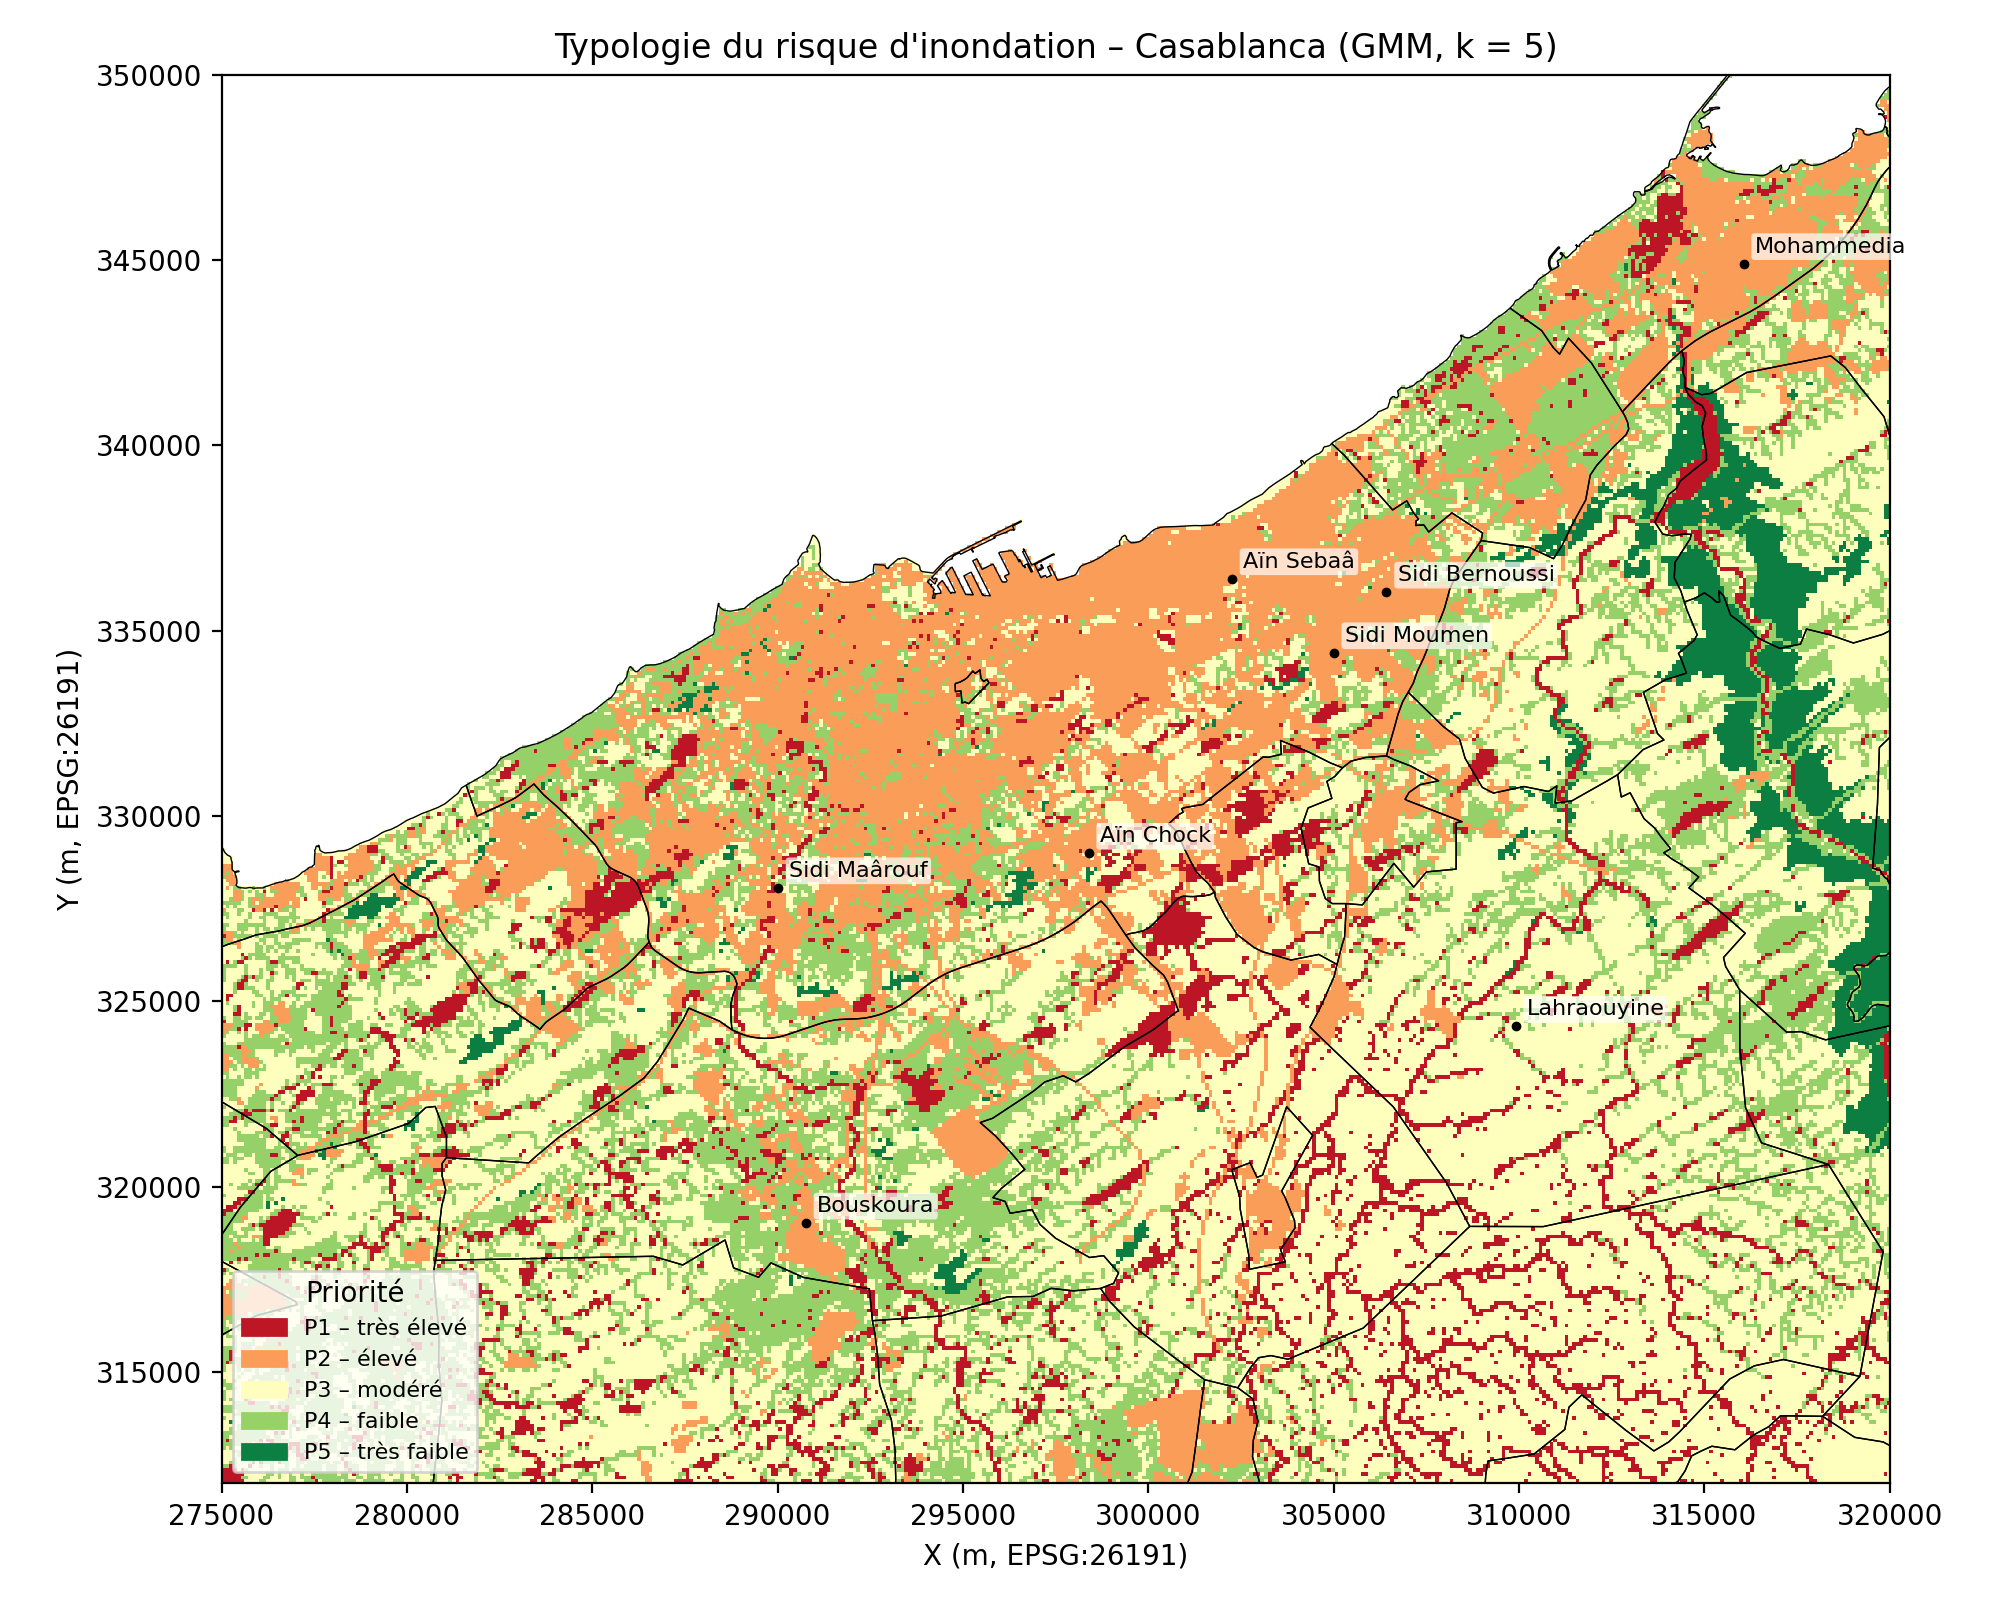 Typologie du risque d'inondation – Casablanca (GMM, k = 5)
350000
345000
340000
335000
330000
325000
320000
315000
Y (m, EPSG:26191)
Mohammedia
Aïn Sebaâ
Sidi Bernoussi
Sidi Moumen
Aïn Chock
Sidi Maârouf
Lahraouyine
Bouskoura
Priorité
P1 – très élevé
P2 – élevé
P3 – modéré
P4 – faible
P5 – très faible
275000 280000 285000 290000 295000 300000 305000 310000 315000 320000
X (m, EPSG:26191)